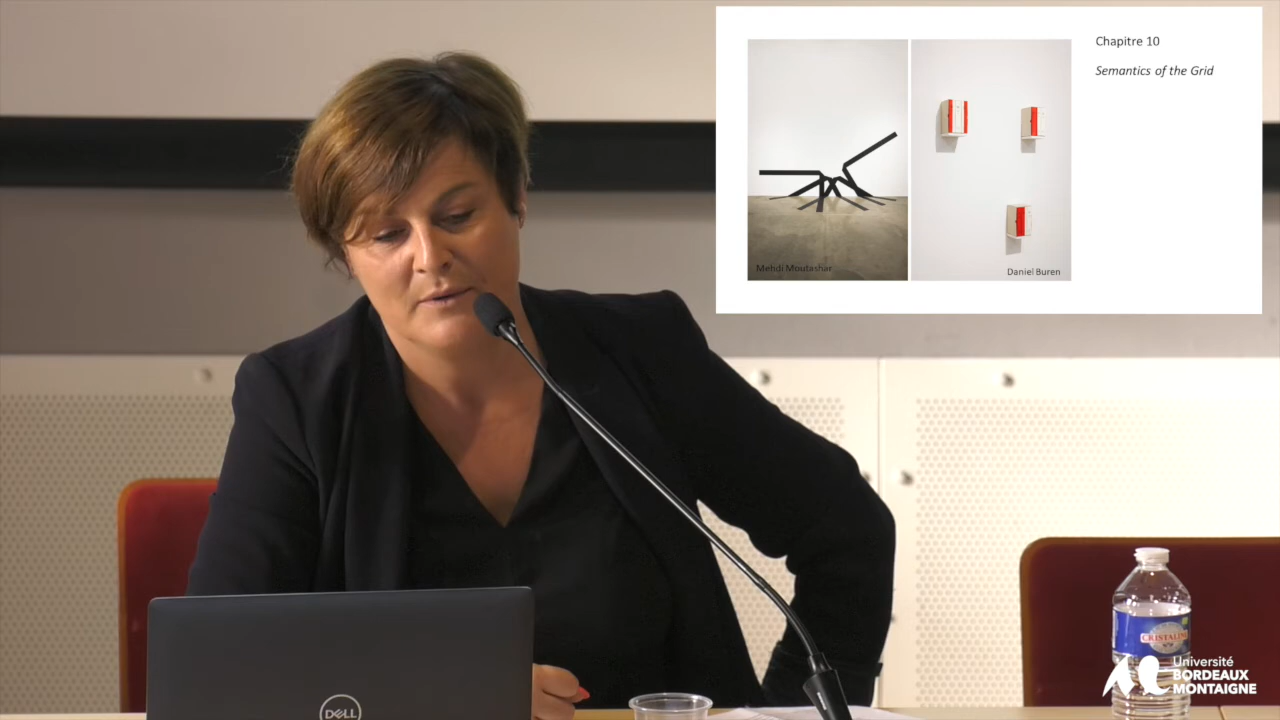 Chapitre 10
Semantics of the Grid
Mehdi Moutashar
Daniel Buren
DELL
CRISTALINE
Université
BORDEAUX
MONTAIGNE